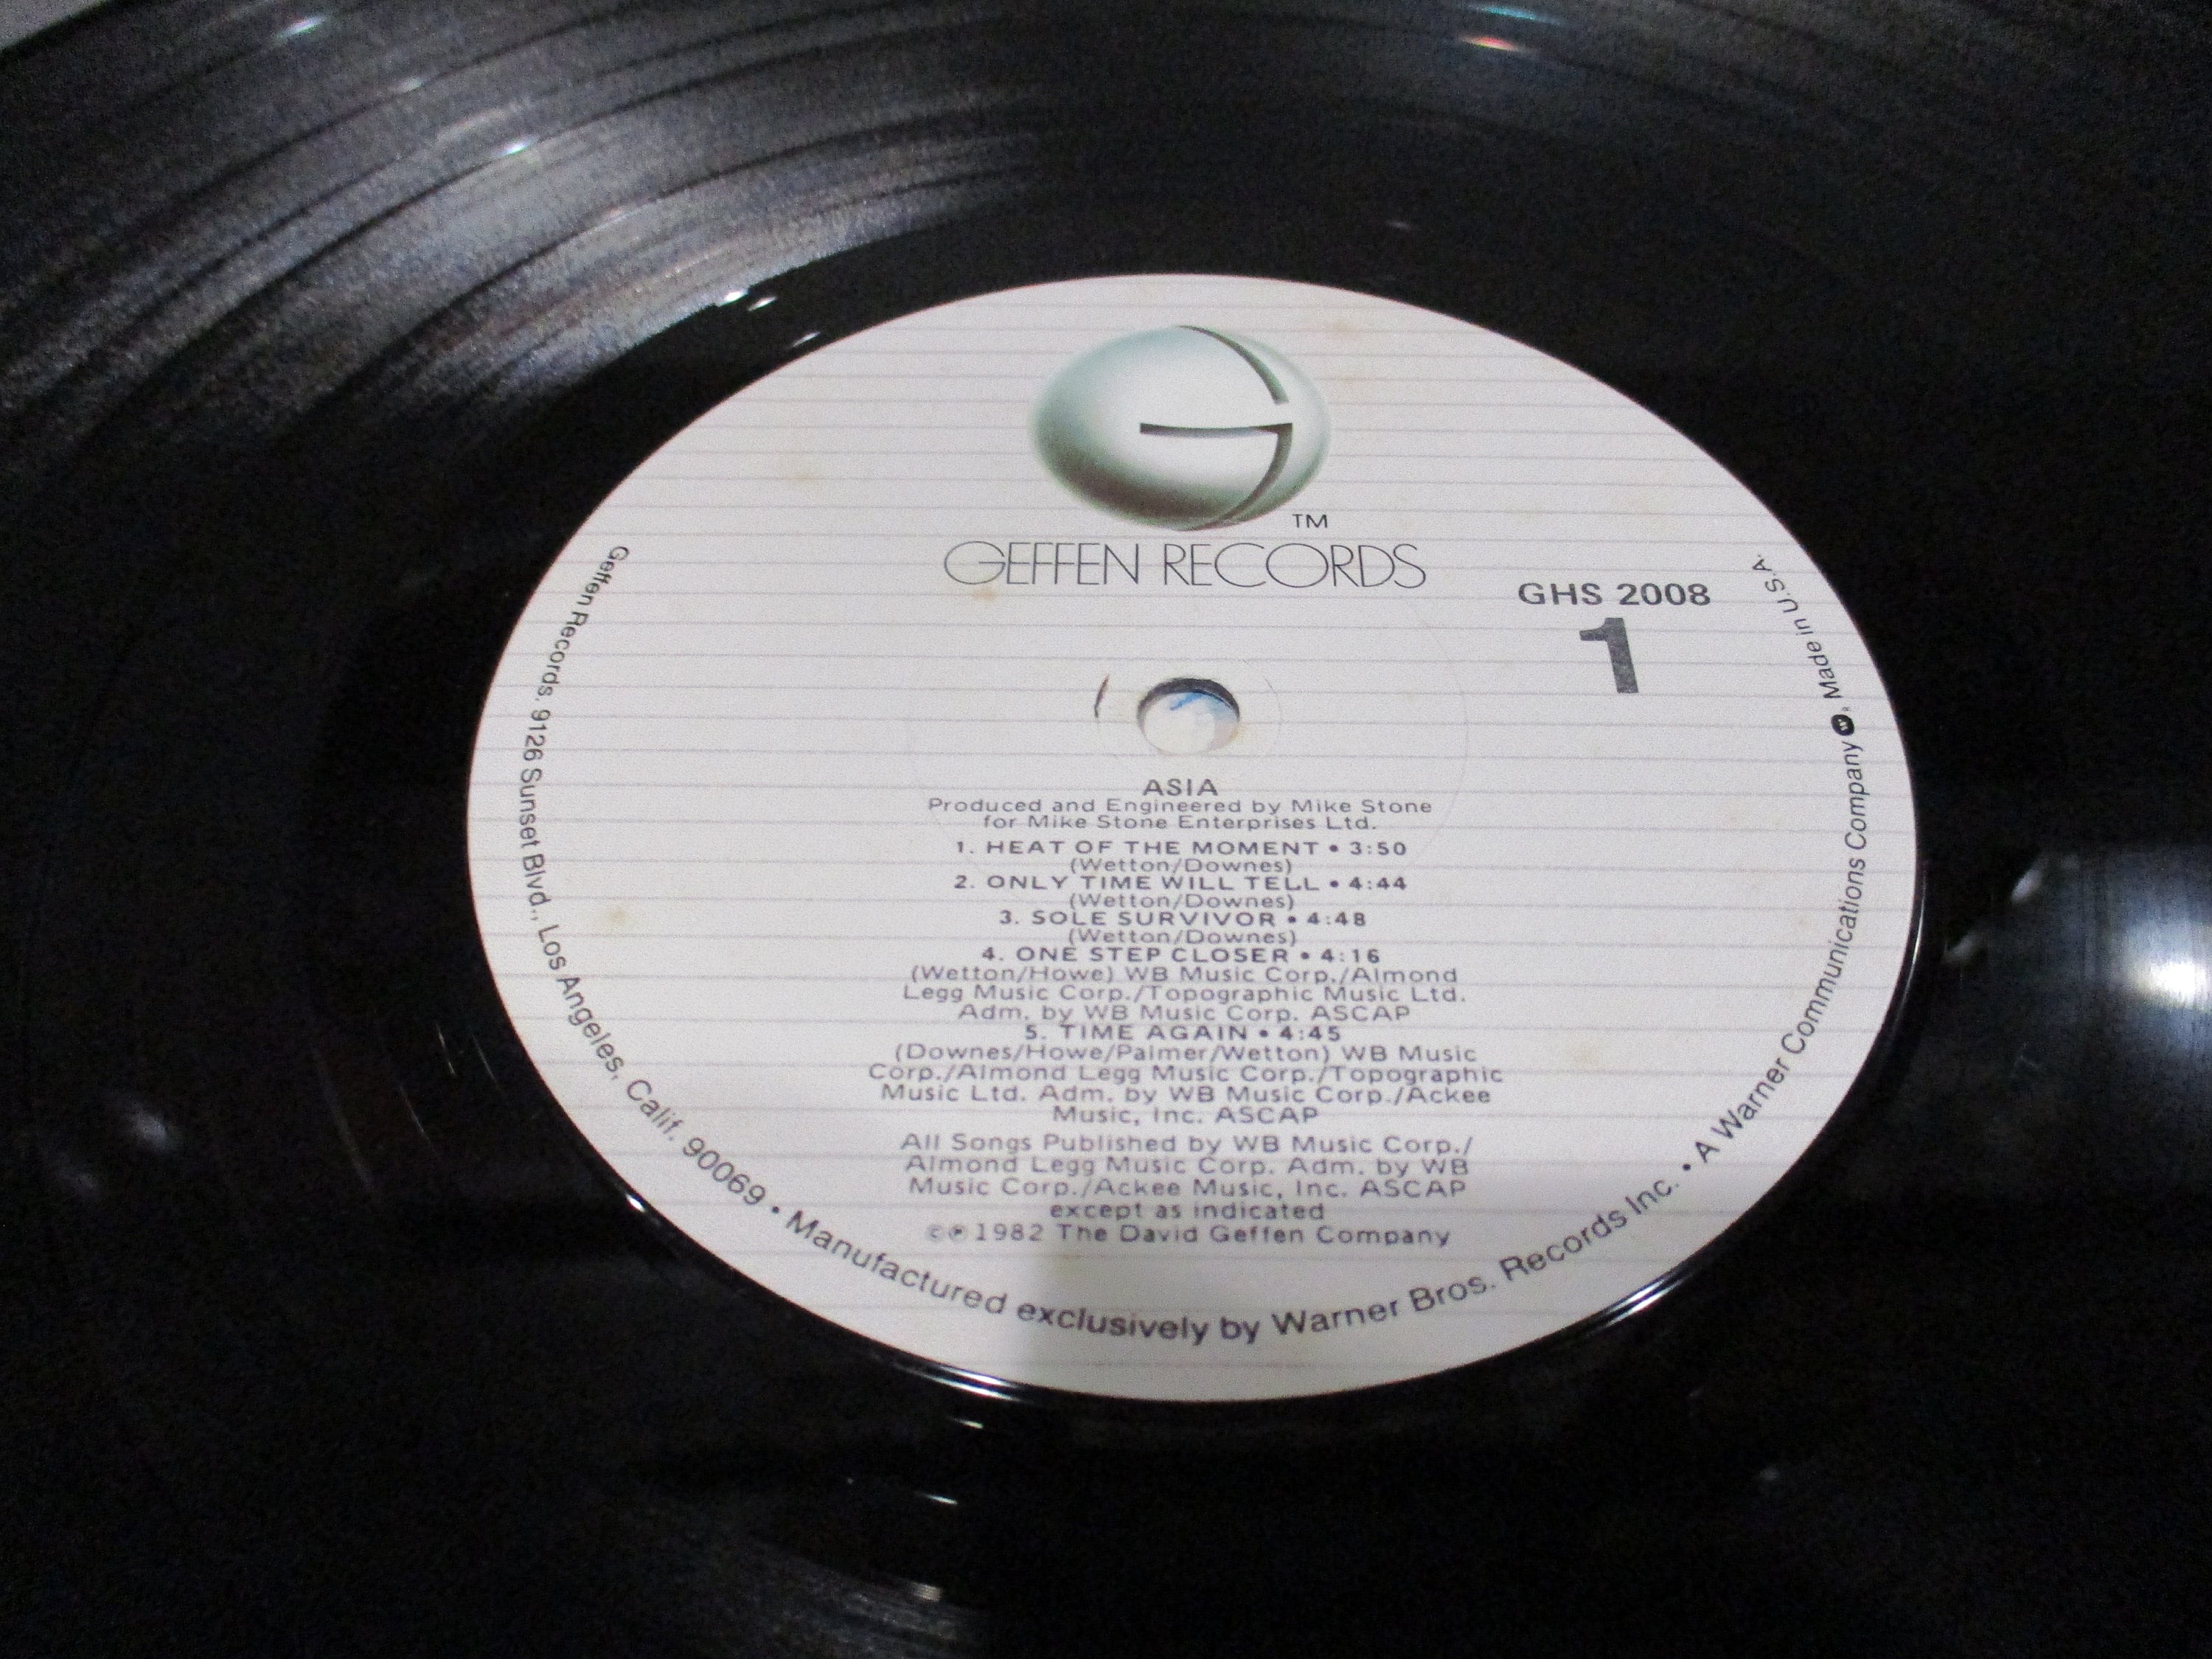 TM
GEFFEN RECORDS
GHS 2008
1
ASIA
Produced and Engineered by Mike Stone
for Mike Stone Enterprises Ltd.
1. HEAT OF THE MOMENT • 3:50
(Wetton/Downes)
2. ONLY TIME WILL TELL • 4:44
(Wetton/Downes)
3. SOLE SURVIVOR • 4:48
(Wetton/Downes)
4. ONE STEP CLOSER • 4:16
(Wetton/Howe) WB Music Corp./Almond
Legg Music Corp./Topographic Music Ltd.
Adm. by WB Music Corp. ASCAP
5. TIME AGAIN • 4:45
(Downes/Howe/Palmer/Wetton) WB Music
Corp./Almond Legg Music Corp./Topographic
Music Ltd. Adm. by WB Music Corp./Ackee
Music, Inc. ASCAP
All Songs Published by WB Music Corp./
Almond Legg Music Corp. Adm. by WB
Music Corp./Ackee Music, Inc. ASCAP
except as indicated
©℗ 1982 The David Geffen Company
Geffen Records, 9126 Sunset Blvd., Los Angeles, Calif. 90069 • Manufactured exclusively by Warner Bros. Records Inc. • A Warner Communications Company W. Made in U.S.A.